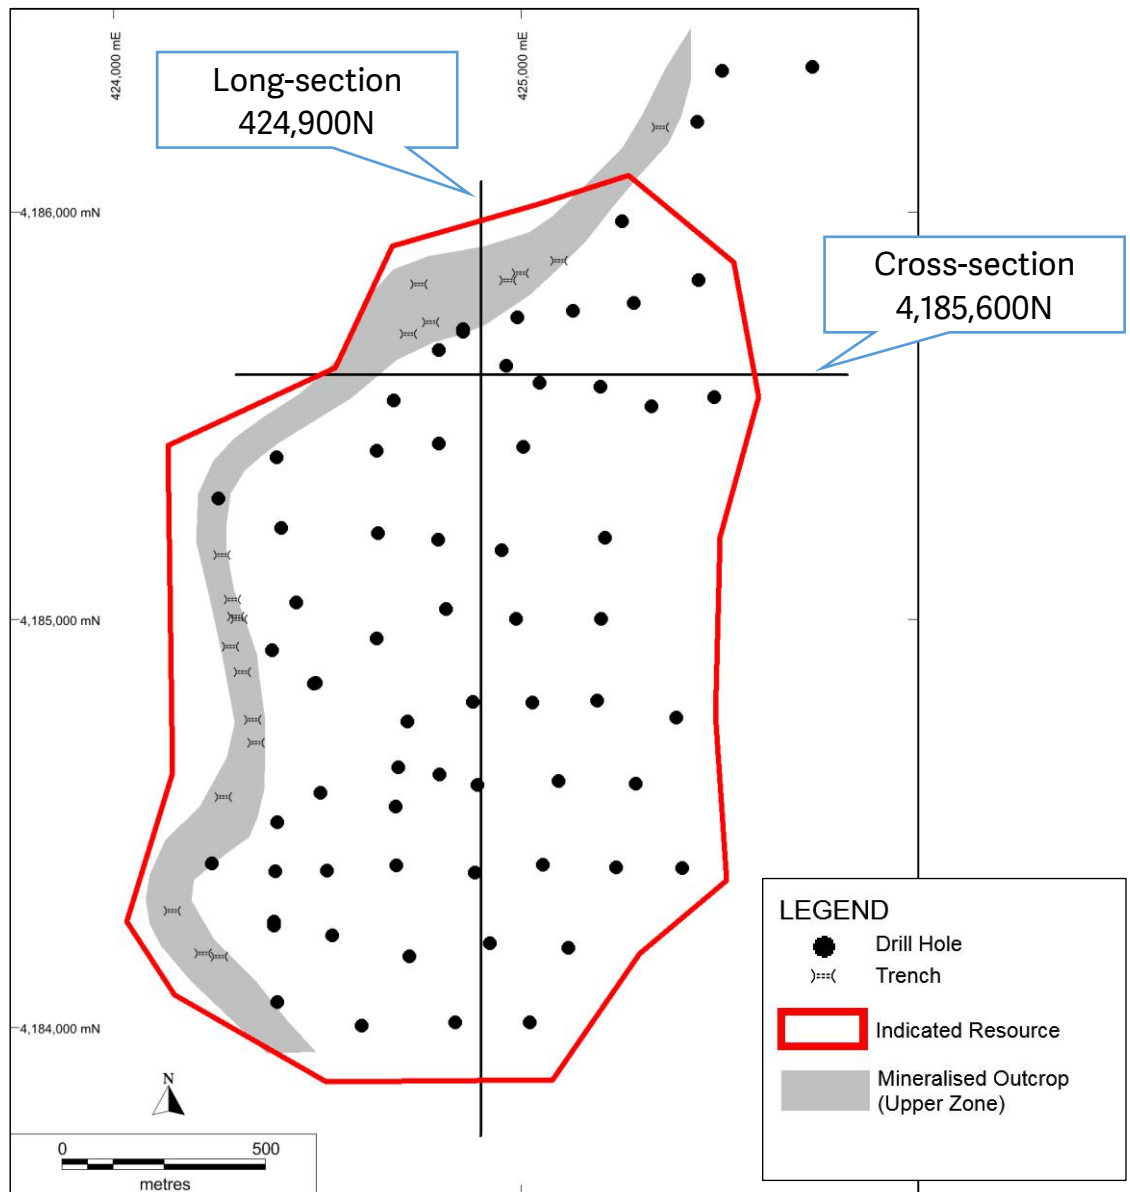 424,000 mE
425,000 mE
Long-section
424,900N
4,186,000 mN
Cross-section
4,185,600N
4,185,000 mN
4,184,000 mN
LEGEND
Drill Hole
Trench
Indicated Resource
Mineralised Outcrop
(Upper Zone)
N
0 500
metres